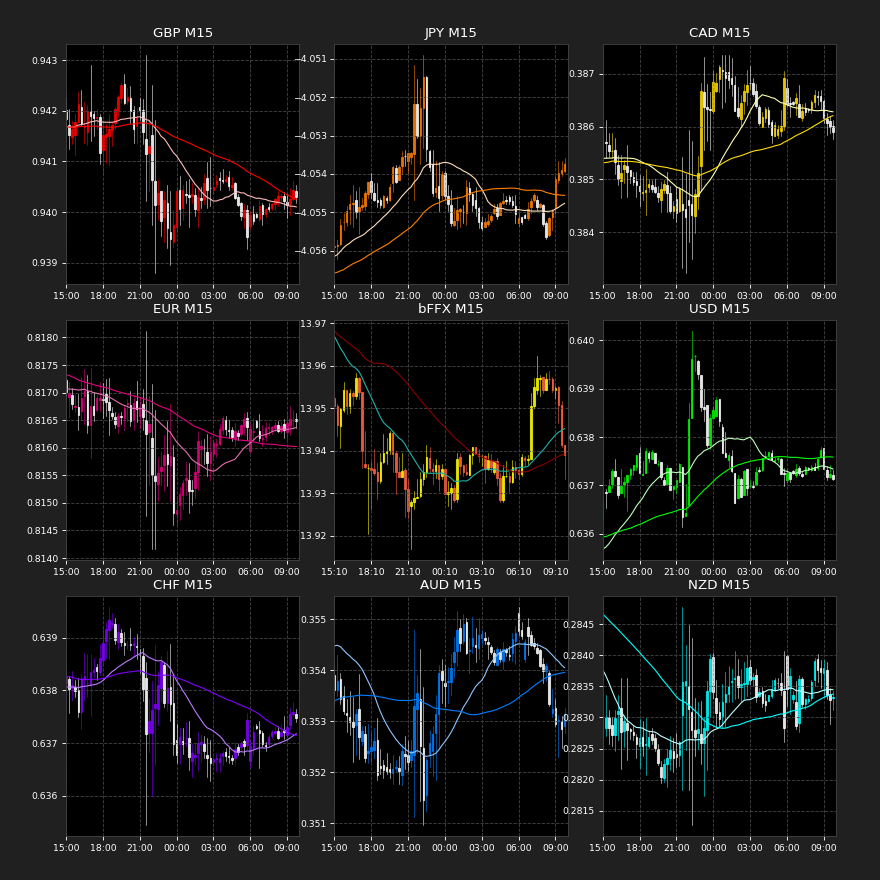 GBP M15
0.943
0.942
0.941
0.940
0.939
15:00 18:00 21:00 00:00 03:00 06:00 09:00
JPY M15
−4.051
−4.052
−4.053
−4.054
−4.055
−4.056
15:00 18:00 21:00 00:00 03:00 06:00 09:00
CAD M15
0.387
0.386
0.385
0.384
15:00 18:00 21:00 00:00 03:00 06:00 09:00
EUR M15
0.8180
0.8175
0.8170
0.8165
0.8160
0.8155
0.8150
0.8145
0.8140
15:00 18:00 21:00 00:00 03:00 06:00 09:00
bFFX M15
13.97
13.96
13.95
13.94
13.93
13.92
15:10 18:10 21:10 00:10 03:10 06:10 09:10
USD M15
0.640
0.639
0.638
0.637
0.636
15:00 18:00 21:00 00:00 03:00 06:00 09:00
CHF M15
0.639
0.638
0.637
0.636
15:00 18:00 21:00 00:00 03:00 06:00 09:00
AUD M15
0.355
0.354
0.353
0.352
0.351
15:00 18:00 21:00 00:00 03:00 06:00 09:00
NZD M15
0.2845
0.2840
0.2835
0.2830
0.2825
0.2820
0.2815
15:00 18:00 21:00 00:00 03:00 06:00 09:00